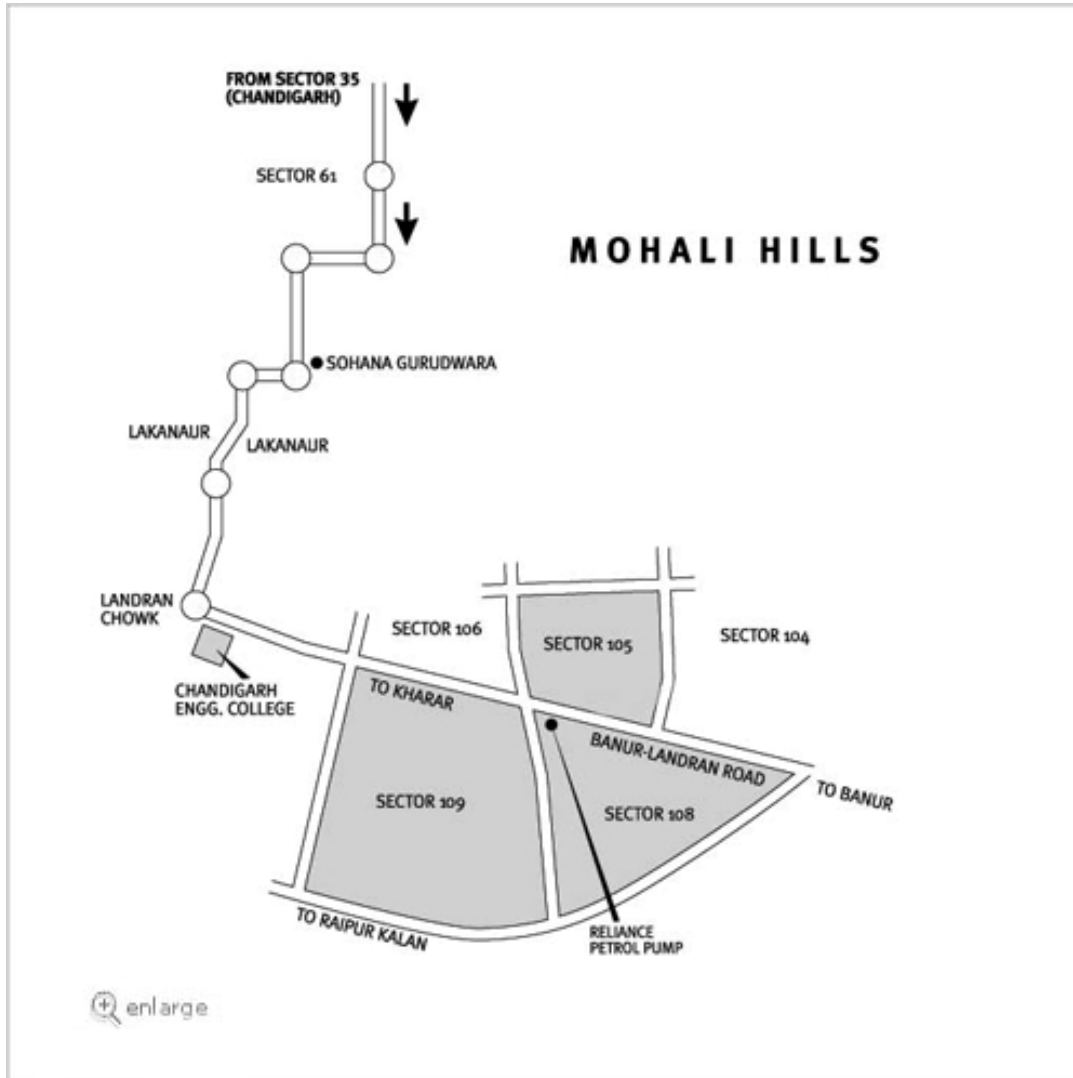 FROM SECTOR 35
(CHANDIGARH)
SECTOR 61
MOHALI HILLS
SOHANA GURUDWARA
LAKANAUR
LAKANAUR
LANDRAN
CHOWK
SECTOR 106
SECTOR 105
SECTOR 104
CHANDIGARH
ENGG. COLLEGE
TO KHARAR
BANUR-LANDRAN ROAD
TO BANUR
SECTOR 109
SECTOR 108
TO RAIPUR KALAN
RELIANCE
PETROL PUMP
enlarge